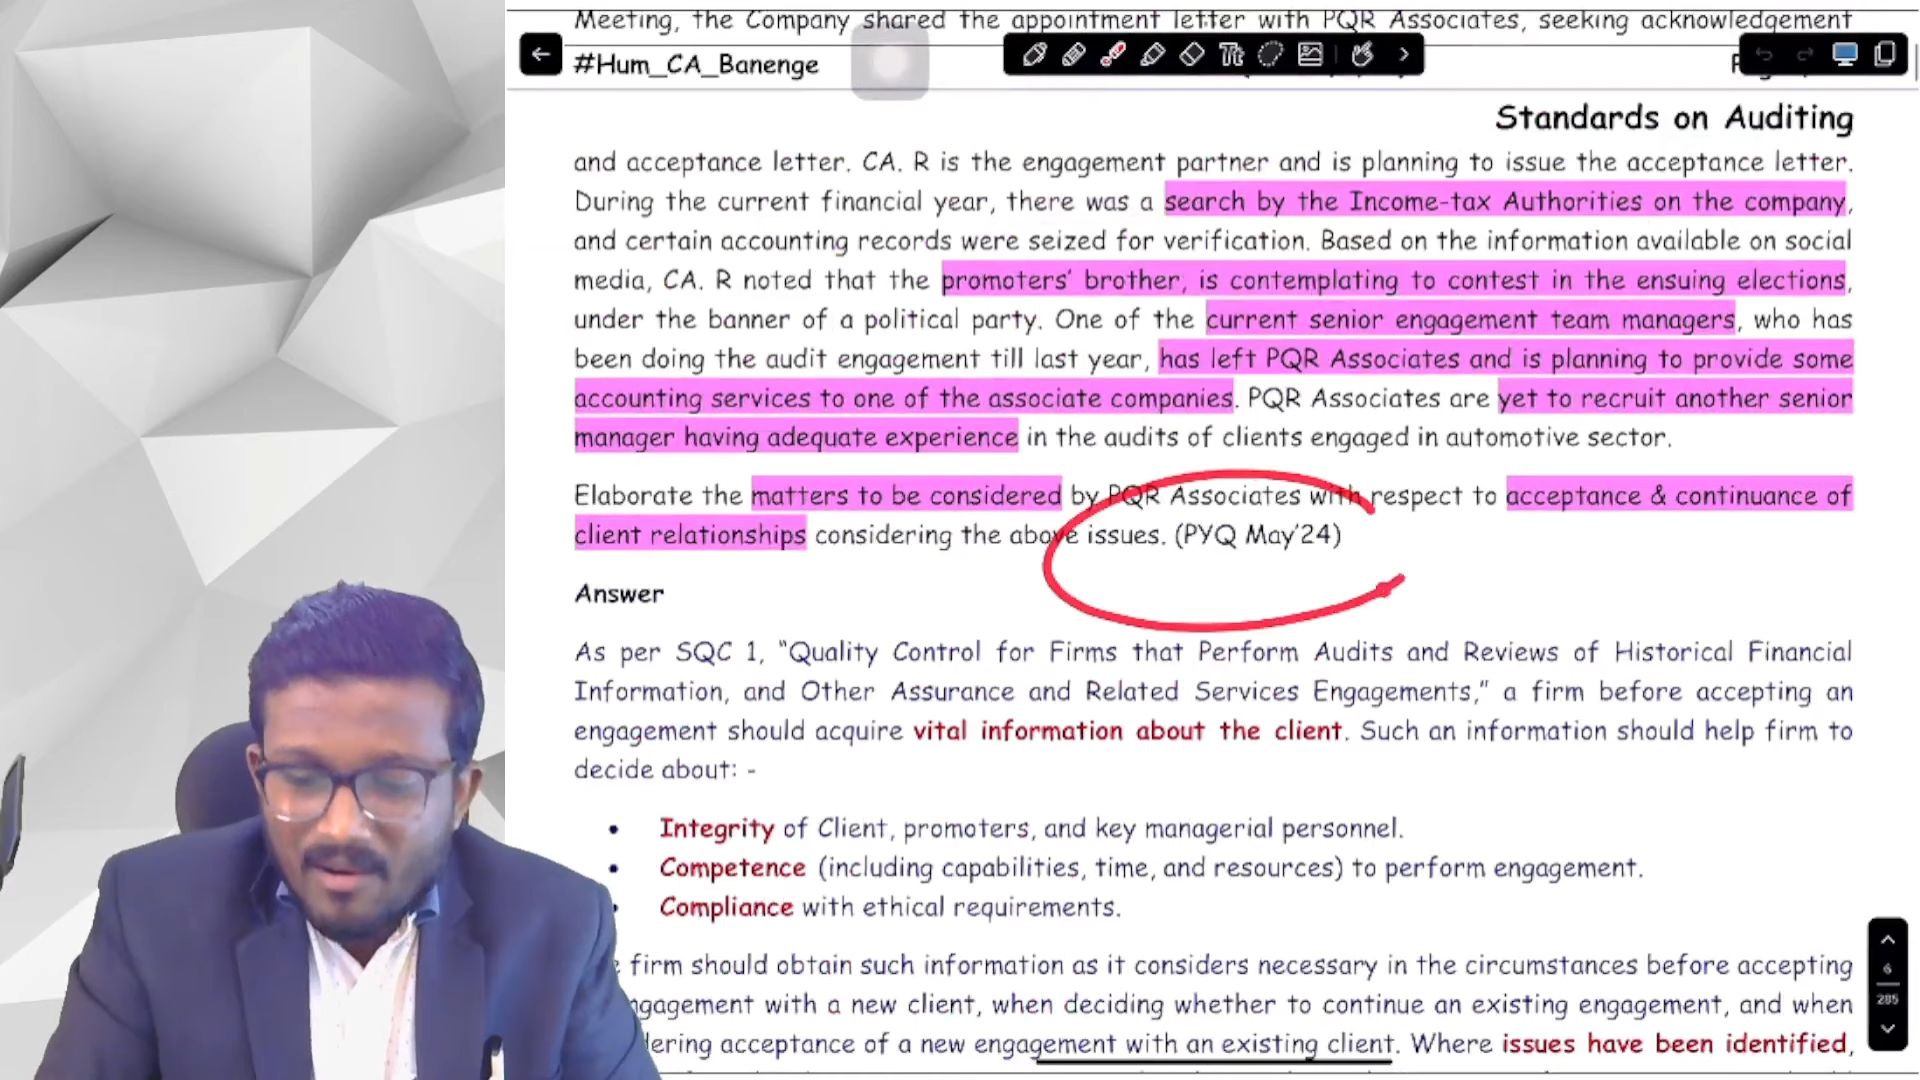 Meeting, the Company shared the appointment letter with PQR Associates, seeking acknowledgement
#Hum_CA_Banenge
Standards on Auditing
and acceptance letter. CA. R is the engagement partner and is planning to issue the acceptance letter.
During the current financial year, there was a search by the Income-tax Authorities on the company,
and certain accounting records were seized for verification. Based on the information available on social
media, CA. R noted that the promoters' brother, is contemplating to contest in the ensuing elections,
under the banner of a political party. One of the current senior engagement team managers, who has
been doing the audit engagement till last year, has left PQR Associates and is planning to provide some
accounting services to one of the associate companies. PQR Associates are yet to recruit another senior
manager having adequate experience in the audits of clients engaged in automotive sector.
Elaborate the matters to be considered by PQR Associates with respect to acceptance & continuance of
client relationships considering the above issues. (PYQ May'24)
Answer
As per SQC 1, "Quality Control for Firms that Perform Audits and Reviews of Historical Financial
Information, and Other Assurance and Related Services Engagements," a firm before accepting an
engagement should acquire vital information about the client. Such an information should help firm to
decide about: -
• Integrity of Client, promoters, and key managerial personnel.
• Competence (including capabilities, time, and resources) to perform engagement.
• Compliance with ethical requirements.
firm should obtain such information as it considers necessary in the circumstances before accepting
engagement with a new client, when deciding whether to continue an existing engagement, and when
acceptance of a new engagement with an existing client. Where issues have been identified,
6
285